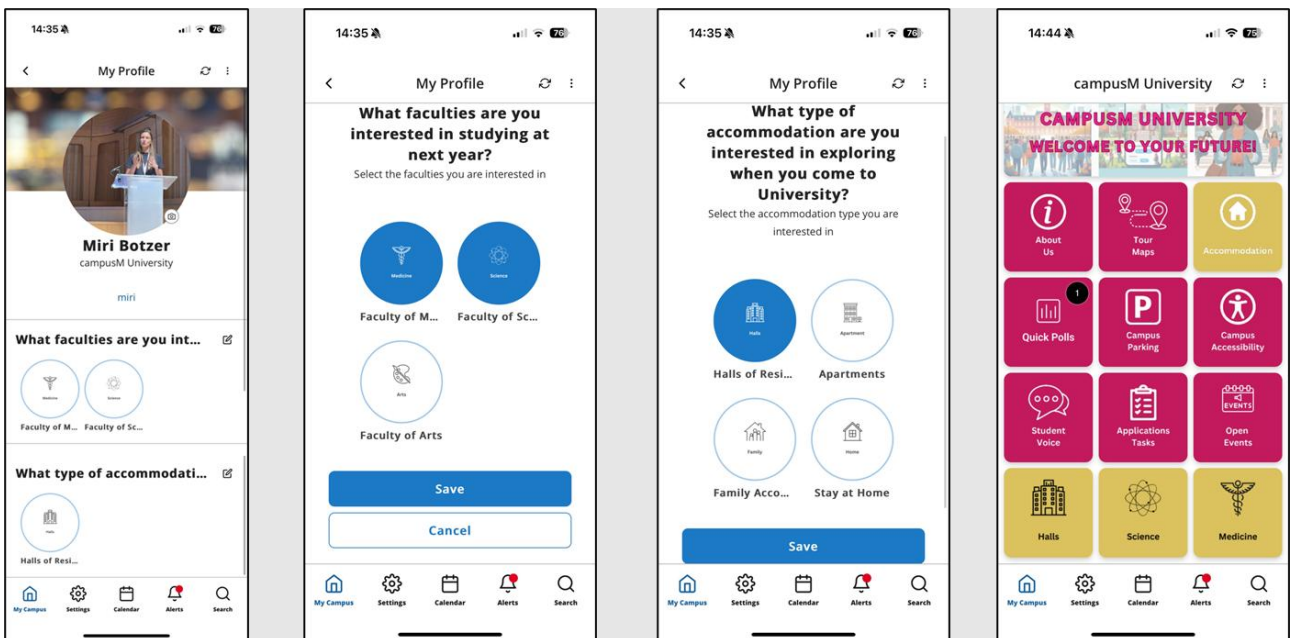 14:35
76
My Profile
Miri Botzer
campusM University
miri
What faculties are you int...
Medicine
Science
Faculty of M...
Faculty of Sc...
What type of accommodati...
Halls
Halls of Resi...
My Campus
Settings
Calendar
Alerts
Search
14:35
76
My Profile
What faculties are you
interested in studying at
next year?
Select the faculties you are interested in
Medicine
Science
Faculty of M...
Faculty of Sc...
Arts
Faculty of Arts
Save
Cancel
My Campus
Settings
Calendar
Alerts
Search
14:35
76
My Profile
What type of
accommodation are you
interested in exploring
when you come to
University?
Select the accommodation type you are
interested in
Halls
Apartment
Halls of Resi...
Apartments
Family
Home
Family Acco...
Stay at Home
Save
My Campus
Settings
Calendar
Alerts
Search
14:44
75
campusM University
CAMPUSM UNIVERSITY
WELCOME TO YOUR FUTURE!
About
Us
Tour
Maps
Accommodation
1
Quick Polls
P
Campus
Parking
Campus
Accessibility
Student
Voice
Applications
Tasks
EVENTS
Open
Events
Halls
Science
Medicine
My Campus
Settings
Calendar
Alerts
Search